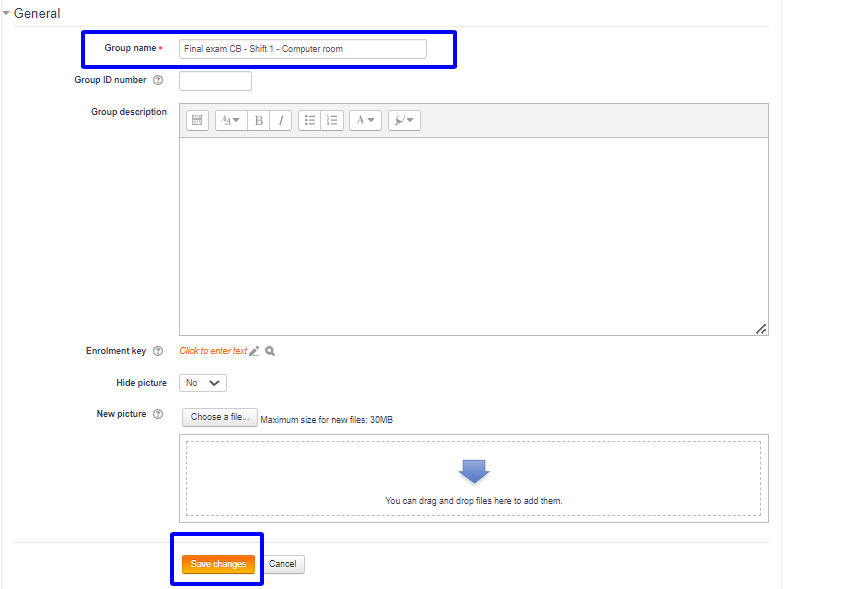 General
Group name *
Final exam CB - Shift 1 - Computer room
Group ID number
Group description
B I
A
Enrolment key
Click to enter text
Hide picture
No
New picture
Choose a file...
Maximum size for new files: 30MB
You can drag and drop files here to add them.
Save changes
Cancel